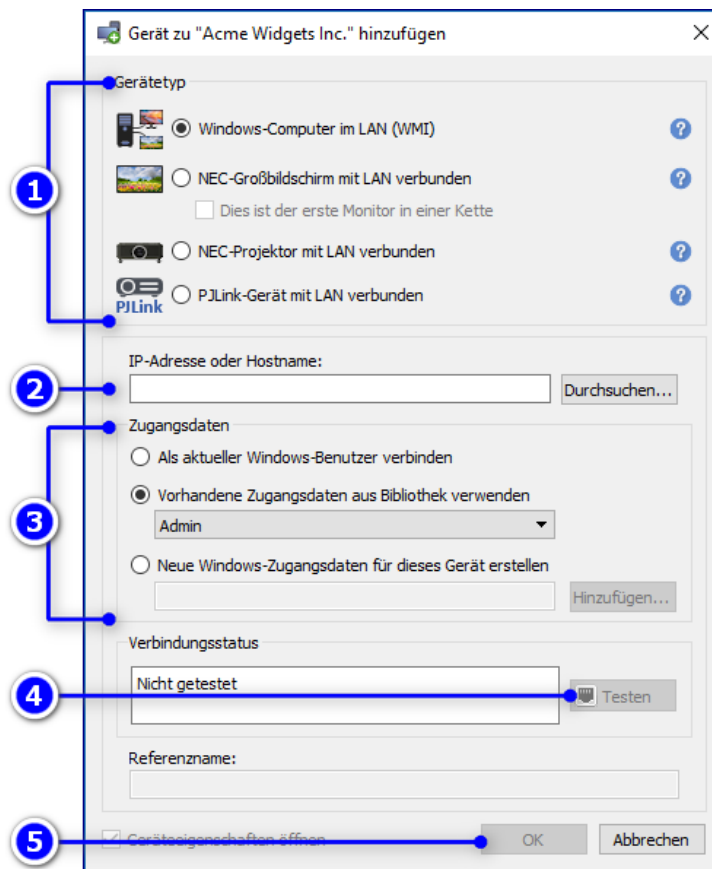 Gerät zu "Acme Widgets Inc." hinzufügen
Gerätetyp
Windows-Computer im LAN (WMI)
?
NEC-Großbildschirm mit LAN verbunden
?
1
Dies ist der erste Monitor in einer Kette
NEC-Projektor mit LAN verbunden
?
PJLink
PJLink-Gerät mit LAN verbunden
?
IP-Adresse oder Hostname:
2
Durchsuchen...
Zugangsdaten
Als aktueller Windows-Benutzer verbinden
Vorhandene Zugangsdaten aus Bibliothek verwenden
3
Admin
Neue Windows-Zugangsdaten für dieses Gerät erstellen
Hinzufügen...
Verbindungsstatus
Nicht getestet
4
Testen
Referenzname:
5
Geräteeigenschaften öffnen
OK
Abbrechen